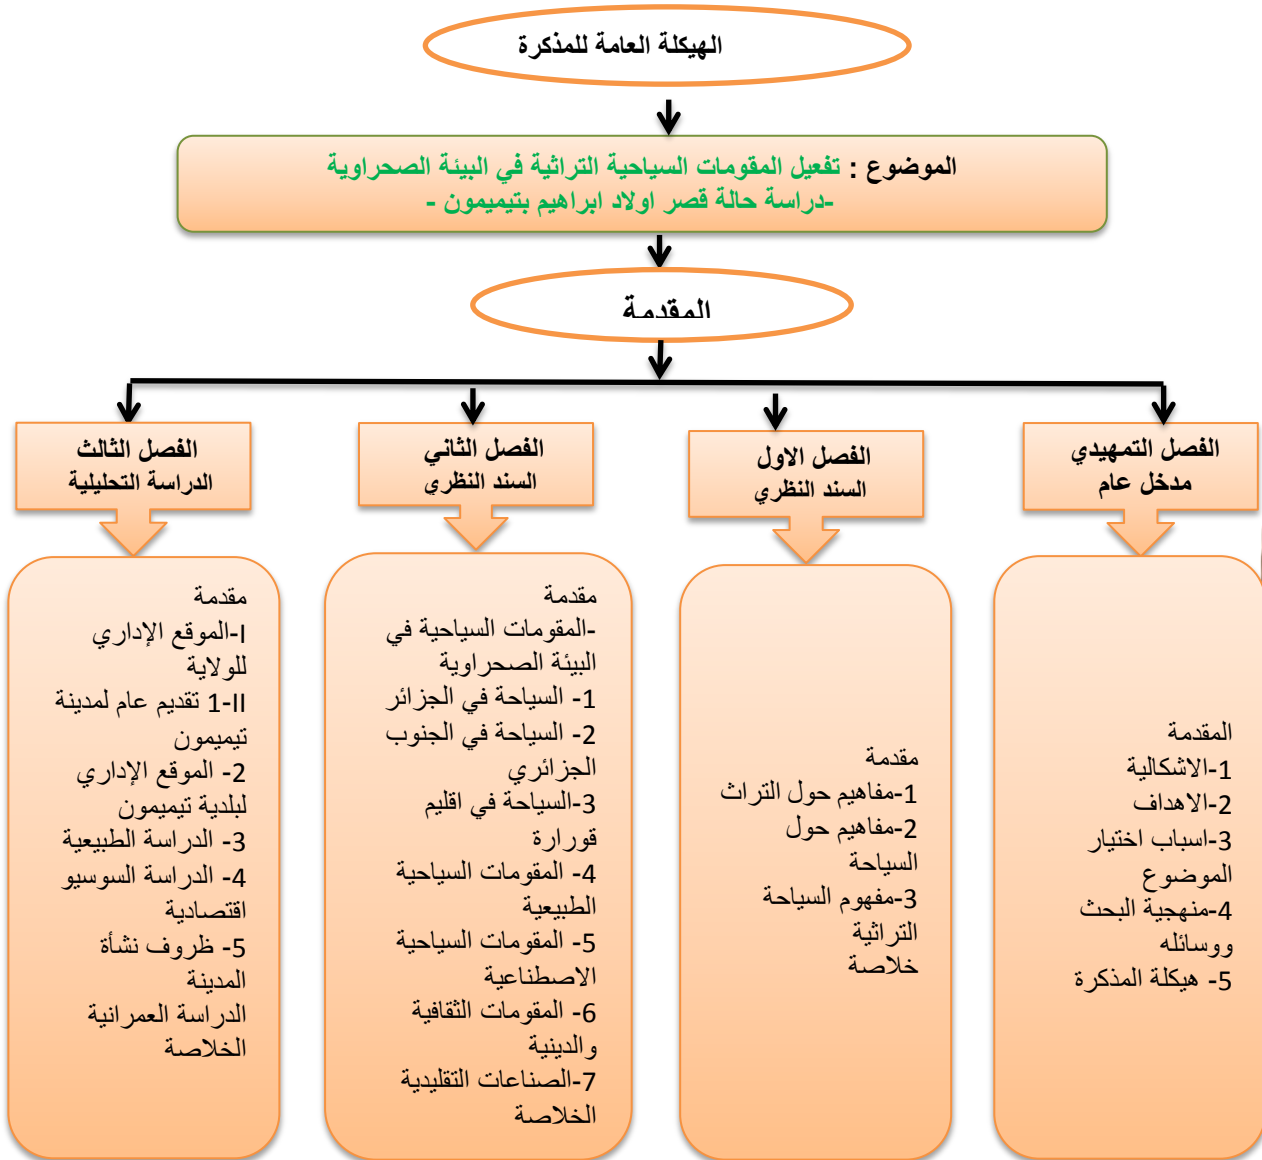 الهيكلة العامة للمذكرة
الموضوع : تفعيل المقومات السياحية التراثية في البيئة الصحراوية
-دراسة حالة قصر اولاد ابراهيم بتيميمون -
المقدمة
الفصل التمهيدي
مدخل عام
المقدمة
1-الاشكالية
2-الاهداف
3-اسباب اختيار
الموضوع
4-منهجية البحث
ووسائله
5- هيكلة المذكرة
الفصل الاول
السند النظري
مقدمة
1-مفاهيم حول التراث
2-مفاهيم حول
السياحة
3-مفهوم السياحة
التراثية
خلاصة
الفصل الثاني
السند النظري
مقدمة
-المقومات السياحية في
البيئة الصحراوية
1- السياحة في الجزائر
2- السياحة في الجنوب
الجزائري
3-السياحة في اقليم
قورارة
4- المقومات السياحية
الطبيعية
5- المقومات السياحية
الاصطناعية
6- المقومات الثقافية
والدينية
7-الصناعات التقليدية
الخلاصة
الفصل الثالث
الدراسة التحليلية
مقدمة
I-الموقع الإداري
للولاية
II-1 تقديم عام لمدينة
تيميمون
2- الموقع الإداري
لبلدية تيميمون
3- الدراسة الطبيعية
4- الدراسة السوسيو
اقتصادية
5- ظروف نشأة
المدينة
الدراسة العمرانية
الخلاصة